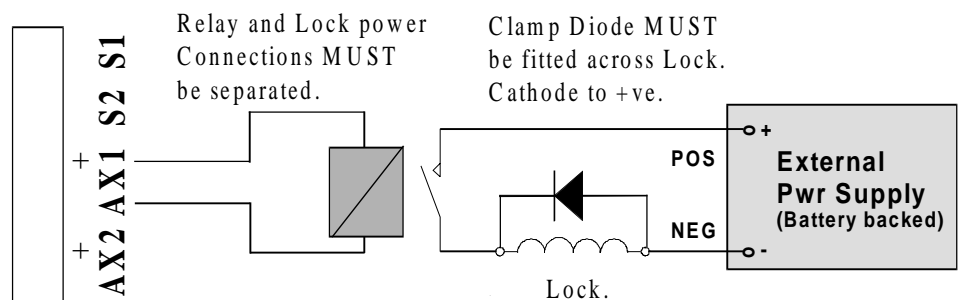 Relay and Lock power
Connections MUST
be separated.
Clamp Diode MUST
be fitted across Lock.
Cathode to +ve.
AX2 AX1 S2 S1
+
+
+
POS
External
Pwr Supply
(Battery backed)
NEG
-
Lock.